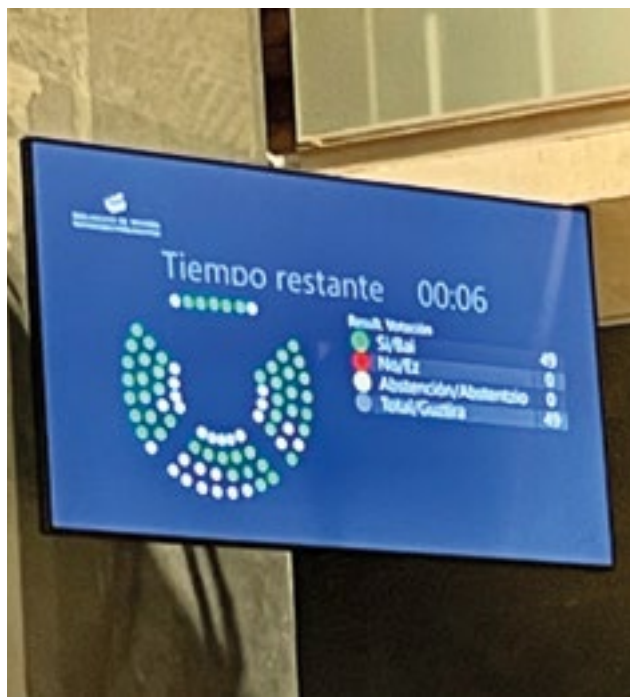 Tiempo restante 00:06
Result. Votación
Sí/Bai 49
No/Ez 0
Abstención/Abstentzio 0
Total/Guztira 49